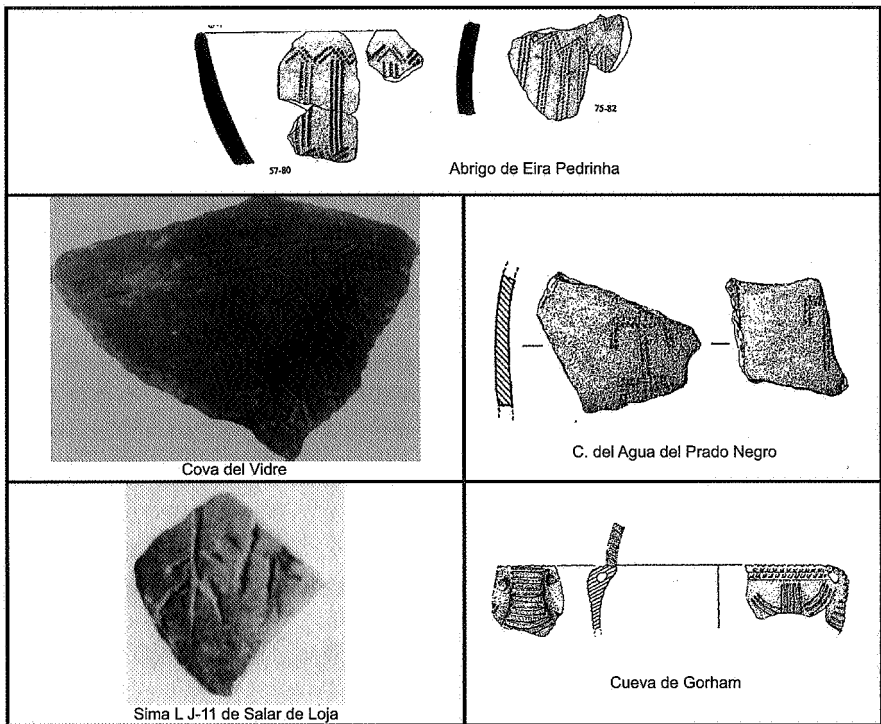 57-80
75-82
Abrigo de Eira Pedrinha
Cova del Vidre
C. del Agua del Prado Negro
Sima L J-11 de Salar de Loja
Cueva de Gorham